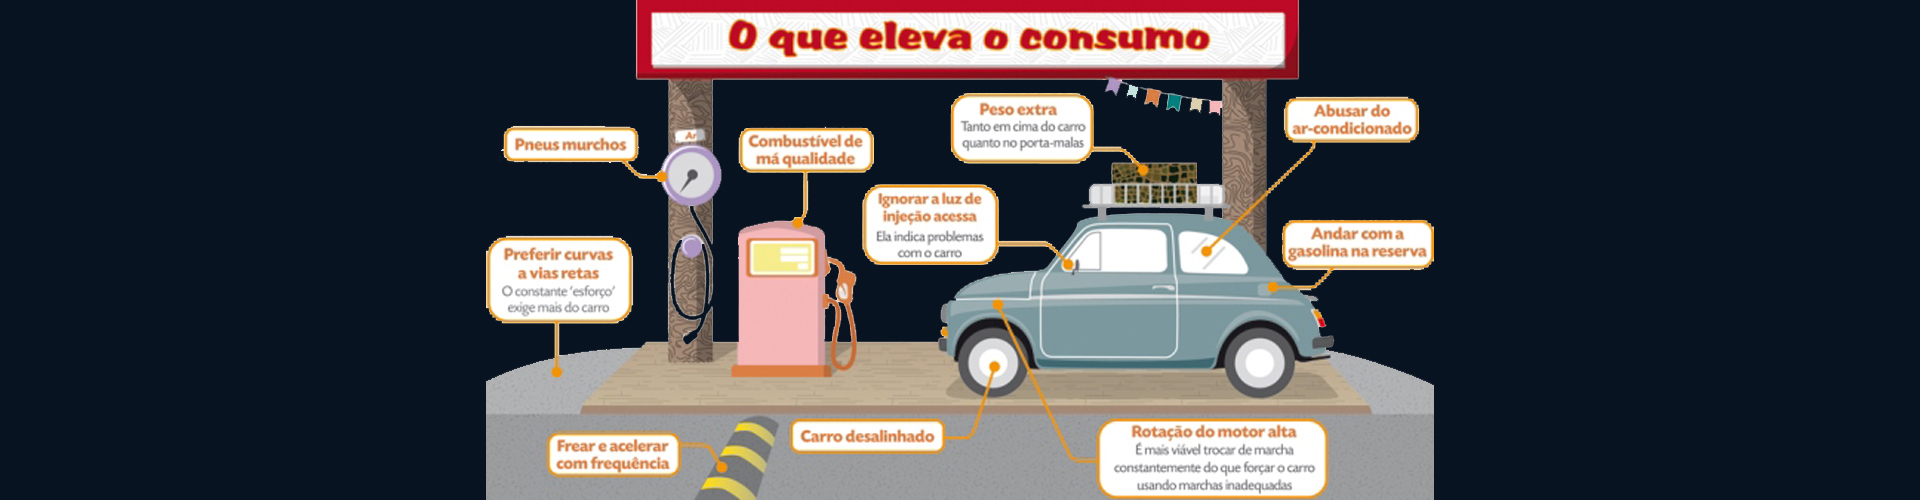 O que eleva o consumo
Pneus murchos
Ar
Combustível de
má qualidade
Peso extra
Tanto em cima do carro
quanto no porta-malas
Abusar do
ar-condicionado
Ignorar a luz de
injeção acessa
Ela indica problemas
com o carro
Andar com a
gasolina na reserva
Preferir curvas
a vias retas
O constante 'esforço'
exige mais do carro
Frear e acelerar
com frequência
Carro desalinhado
Rotação do motor alta
É mais viável trocar de marcha
constantemente do que forçar o carro
usando marchas inadequadas